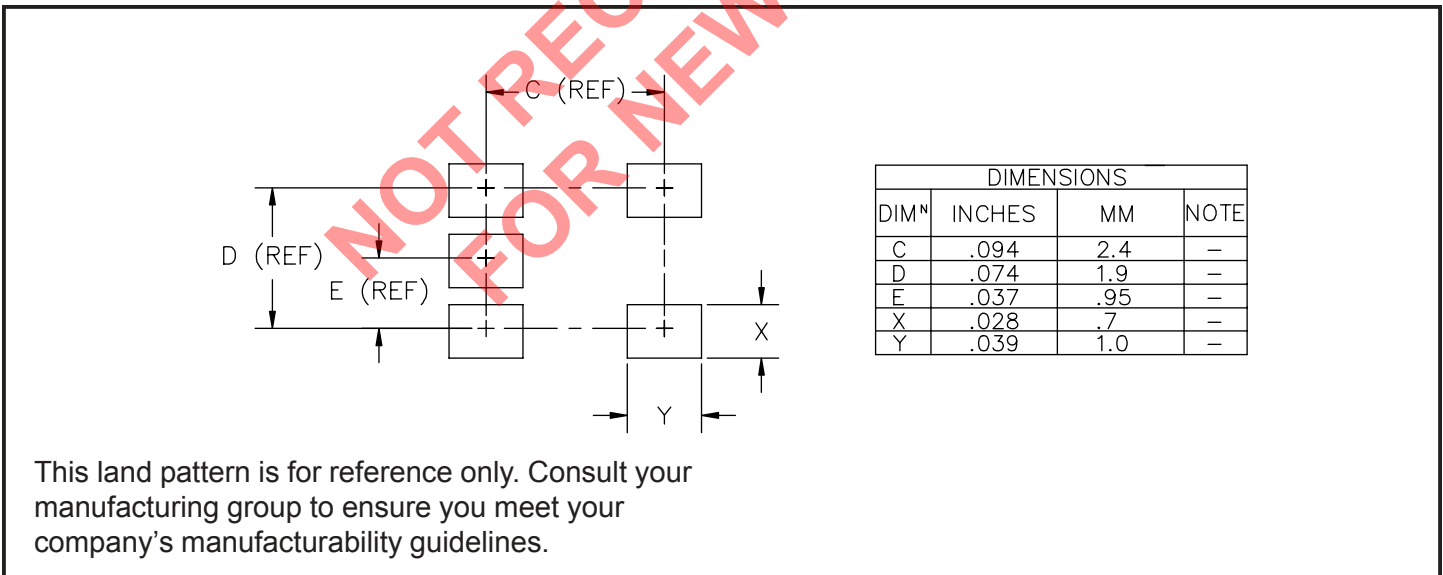 NOT REC
FOR NEW
C (REF)
D (REF)
E (REF)
X
Y
DIMENSIONS
DIMᴺ INCHES MM NOTE
C .094 2.4 –
D .074 1.9 –
E .037 .95 –
X .028 .7 –
Y .039 1.0 –
This land pattern is for reference only. Consult your
manufacturing group to ensure you meet your
company’s manufacturability guidelines.